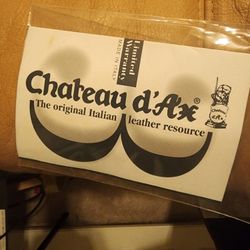 Limited
Warranty
Chateau d'Ax®
The original Italian leather resource